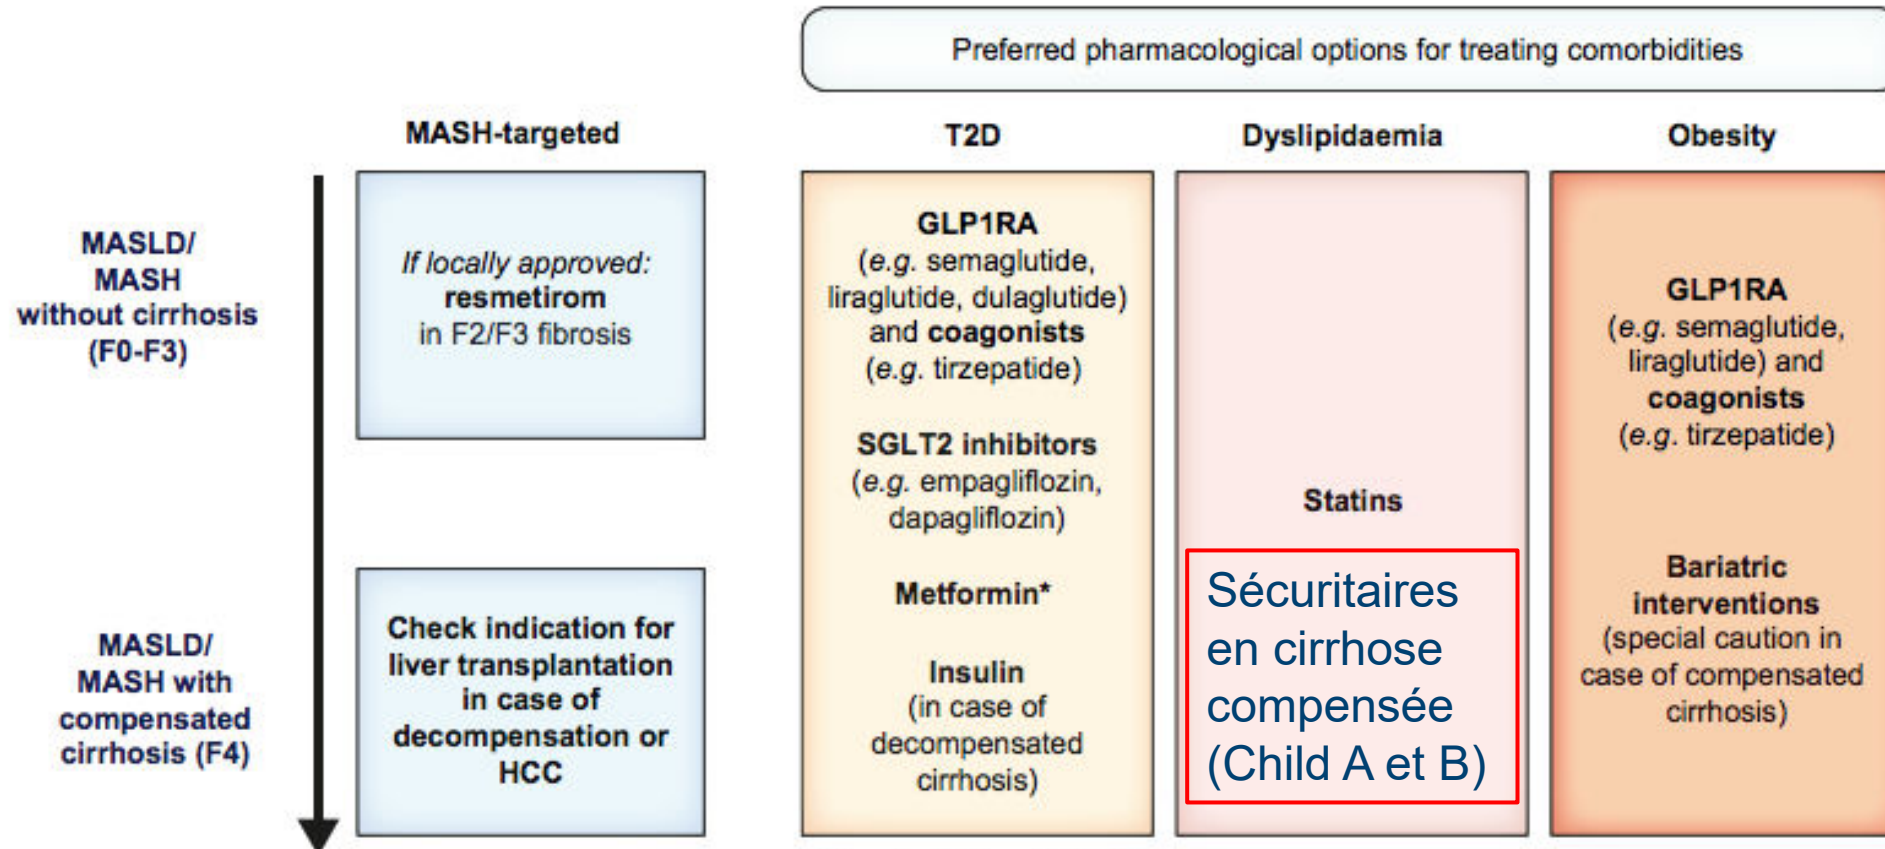 Preferred pharmacological options for treating comorbidities
MASH-targeted
T2D
Dyslipidaemia
Obesity
MASLD/
MASH
without cirrhosis
(F0-F3)
If locally approved:
resmetirom
in F2/F3 fibrosis
GLP1RA
(e.g. semaglutide,
liraglutide, dulaglutide)
and coagonists
(e.g. tirzepatide)
SGLT2 inhibitors
(e.g. empagliflozin,
dapagliflozin)
Metformin*
Insulin
(in case of
decompensated
cirrhosis)
Statins
Sécuritaires
en cirrhose
compensée
(Child A et B)
GLP1RA
(e.g. semaglutide,
liraglutide) and
coagonists
(e.g. tirzepatide)
Bariatric
interventions
(special caution in
case of compensated
cirrhosis)
MASLD/
MASH with
compensated
cirrhosis (F4)
Check indication for
liver transplantation
in case of
decompensation or
HCC